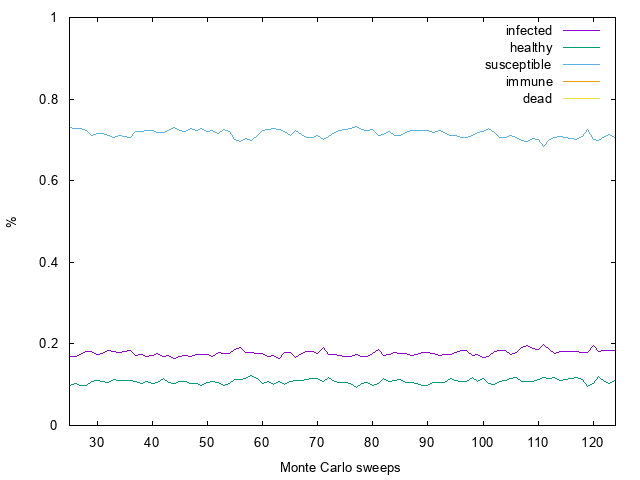 1
0.8
0.6
0.4
0.2
0
%
infected
healthy
susceptible
immune
dead
30 40 50 60 70 80 90 100 110 120
Monte Carlo sweeps